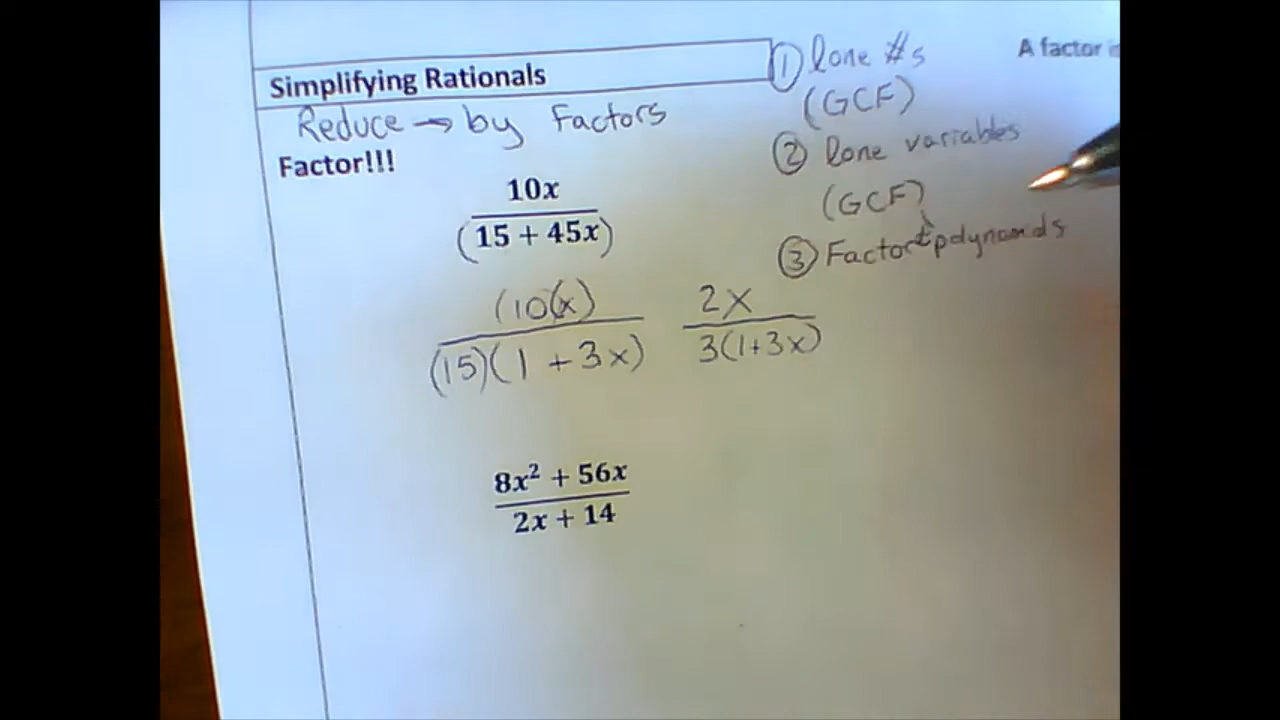 Simplifying Rationals
Reduce → by Factors
Factor!!!
10x
(15 + 45x)
(10(x)
(15)(1 + 3x)
2x
3(1+3x)
8x² + 56x
2x + 14
① lone #s
(GCF)
② lone variables
(GCF)
③ Factor polynomials
A factor